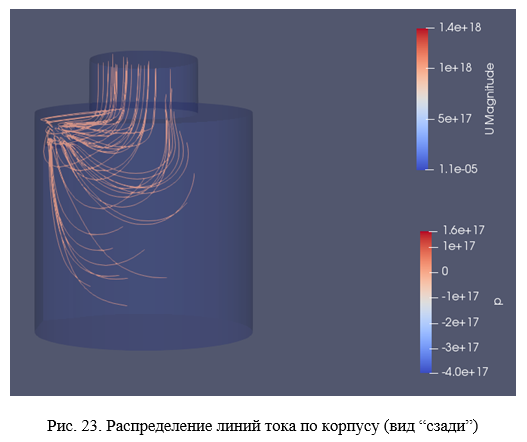 1.4e+18
1e+18
5e+17
1.1e-05
U Magnitude
1.6e+17
1e+17
0
-1e+17
-2e+17
-3e+17
-4.0e+17
p
Рис. 23. Распределение линий тока по корпусу (вид “сзади”)